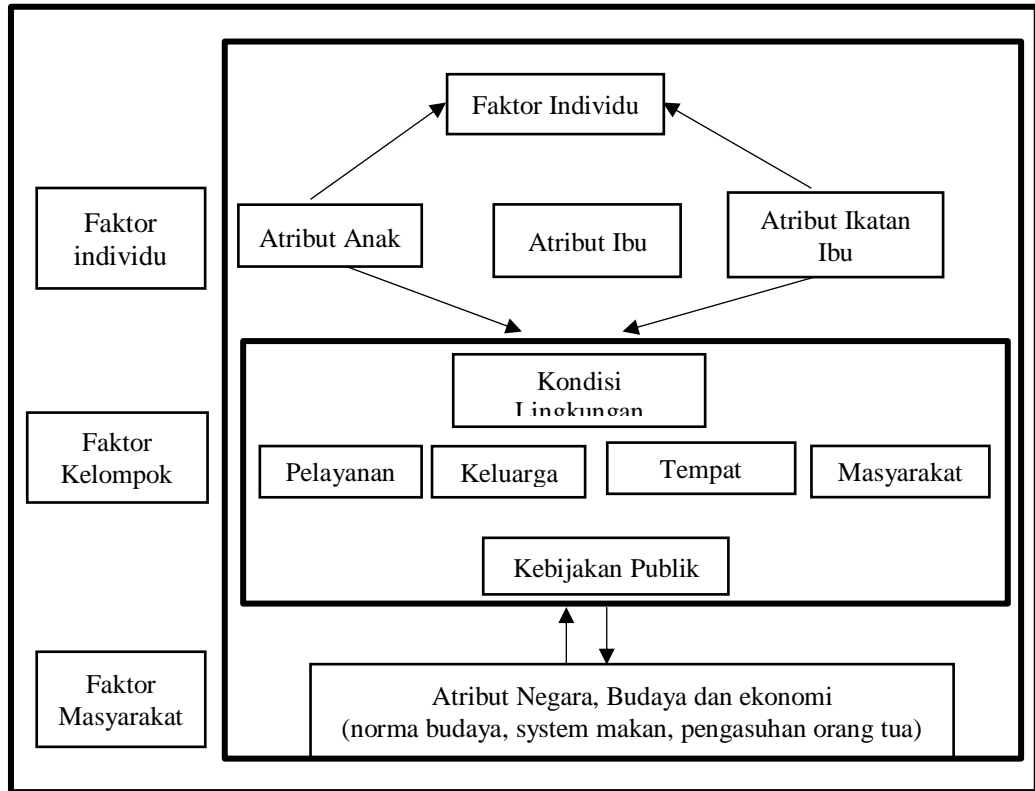 Faktor Individu
Faktor
individu
Atribut Anak
Atribut Ibu
Atribut Ikatan
Ibu
Kondisi
Lingkungan
Faktor
Kelompok
Pelayanan
Keluarga
Tempat
Masyarakat
Kebijakan Publik
Faktor
Masyarakat
Atribut Negara, Budaya dan ekonomi
(norma budaya, system makan, pengasuhan orang tua)